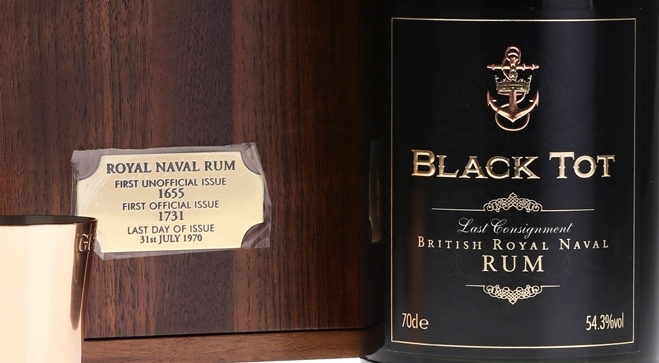 ROYAL NAVAL RUM
FIRST UNOFFICIAL ISSUE
1655
FIRST OFFICIAL ISSUE
1731
LAST DAY OF ISSUE
31st JULY 1970
BLACK TOT
Last Consignment
BRITISH ROYAL NAVAL
RUM
70cl e
54.3%vol